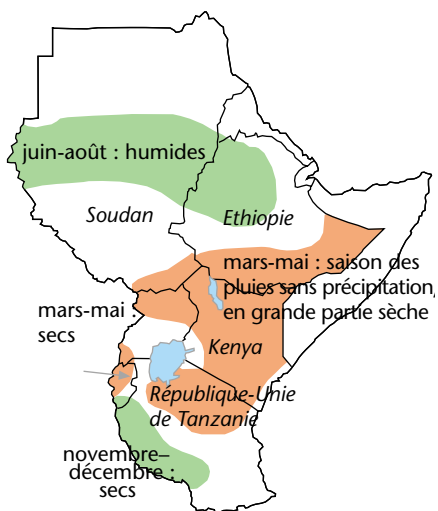 juin-août : humides
Soudan
Ethiopie
mars-mai : saison des
pluies sans précipitation,
en grande partie sèche
mars-mai :
secs
Kenya
République-Unie
de Tanzanie
novembre–
décembre :
secs